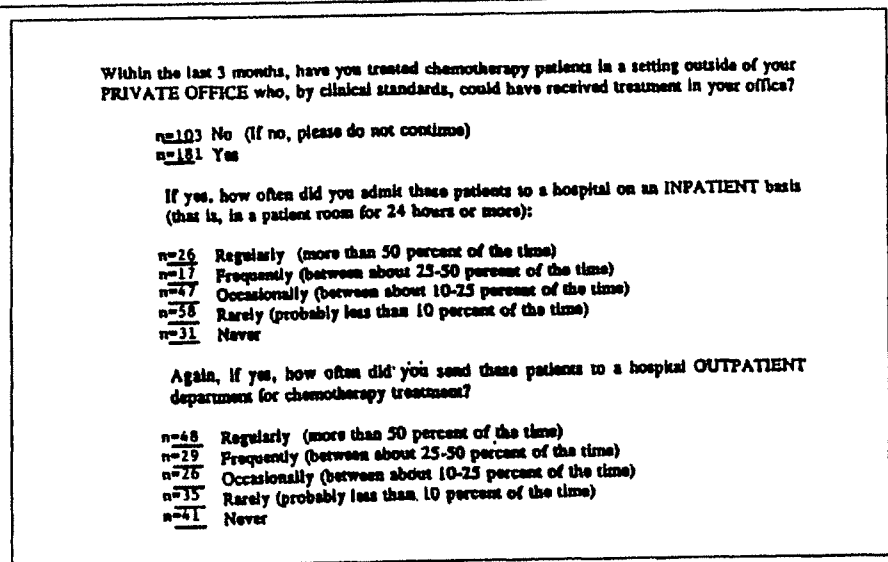 Within the last 3 months, have you treated chemotherapy patients in a setting outside of your
PRIVATE OFFICE who, by clinical standards, could have received treatment in your office?
n=103 No (If no, please do not continue)
n=181 Yes
If yes, how often did you admit these patients to a hospital on an INPATIENT basis
(that is, in a patient room for 24 hours or more):
n=26 Regularly (more than 50 percent of the time)
n=17 Frequently (between about 25-50 percent of the time)
n=47 Occasionally (between about 10-25 percent of the time)
n=58 Rarely (probably less than 10 percent of the time)
n=31 Never
Again, if yes, how often did you send these patients to a hospital OUTPATIENT
department for chemotherapy treatment?
n=48 Regularly (more than 50 percent of the time)
n=29 Frequently (between about 25-50 percent of the time)
n=26 Occasionally (between about 10-25 percent of the time)
n=35 Rarely (probably less than 10 percent of the time)
n=41 Never